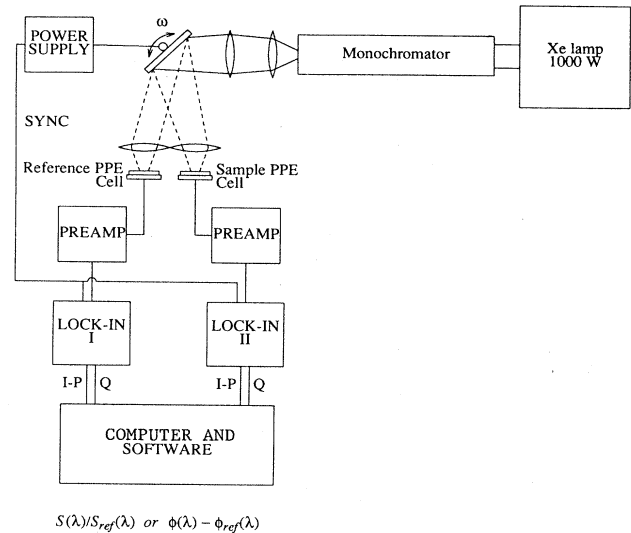 ω
POWER
SUPPLY
Monochromator
Xe lamp
1000 W
SYNC
Reference PPE
Cell
Sample PPE
Cell
PREAMP
PREAMP
LOCK-IN
I
LOCK-IN
II
I-P
Q
I-P
Q
COMPUTER AND
SOFTWARE
S(λ)/S_ref(λ) or ϕ(λ) – ϕ_ref(λ)